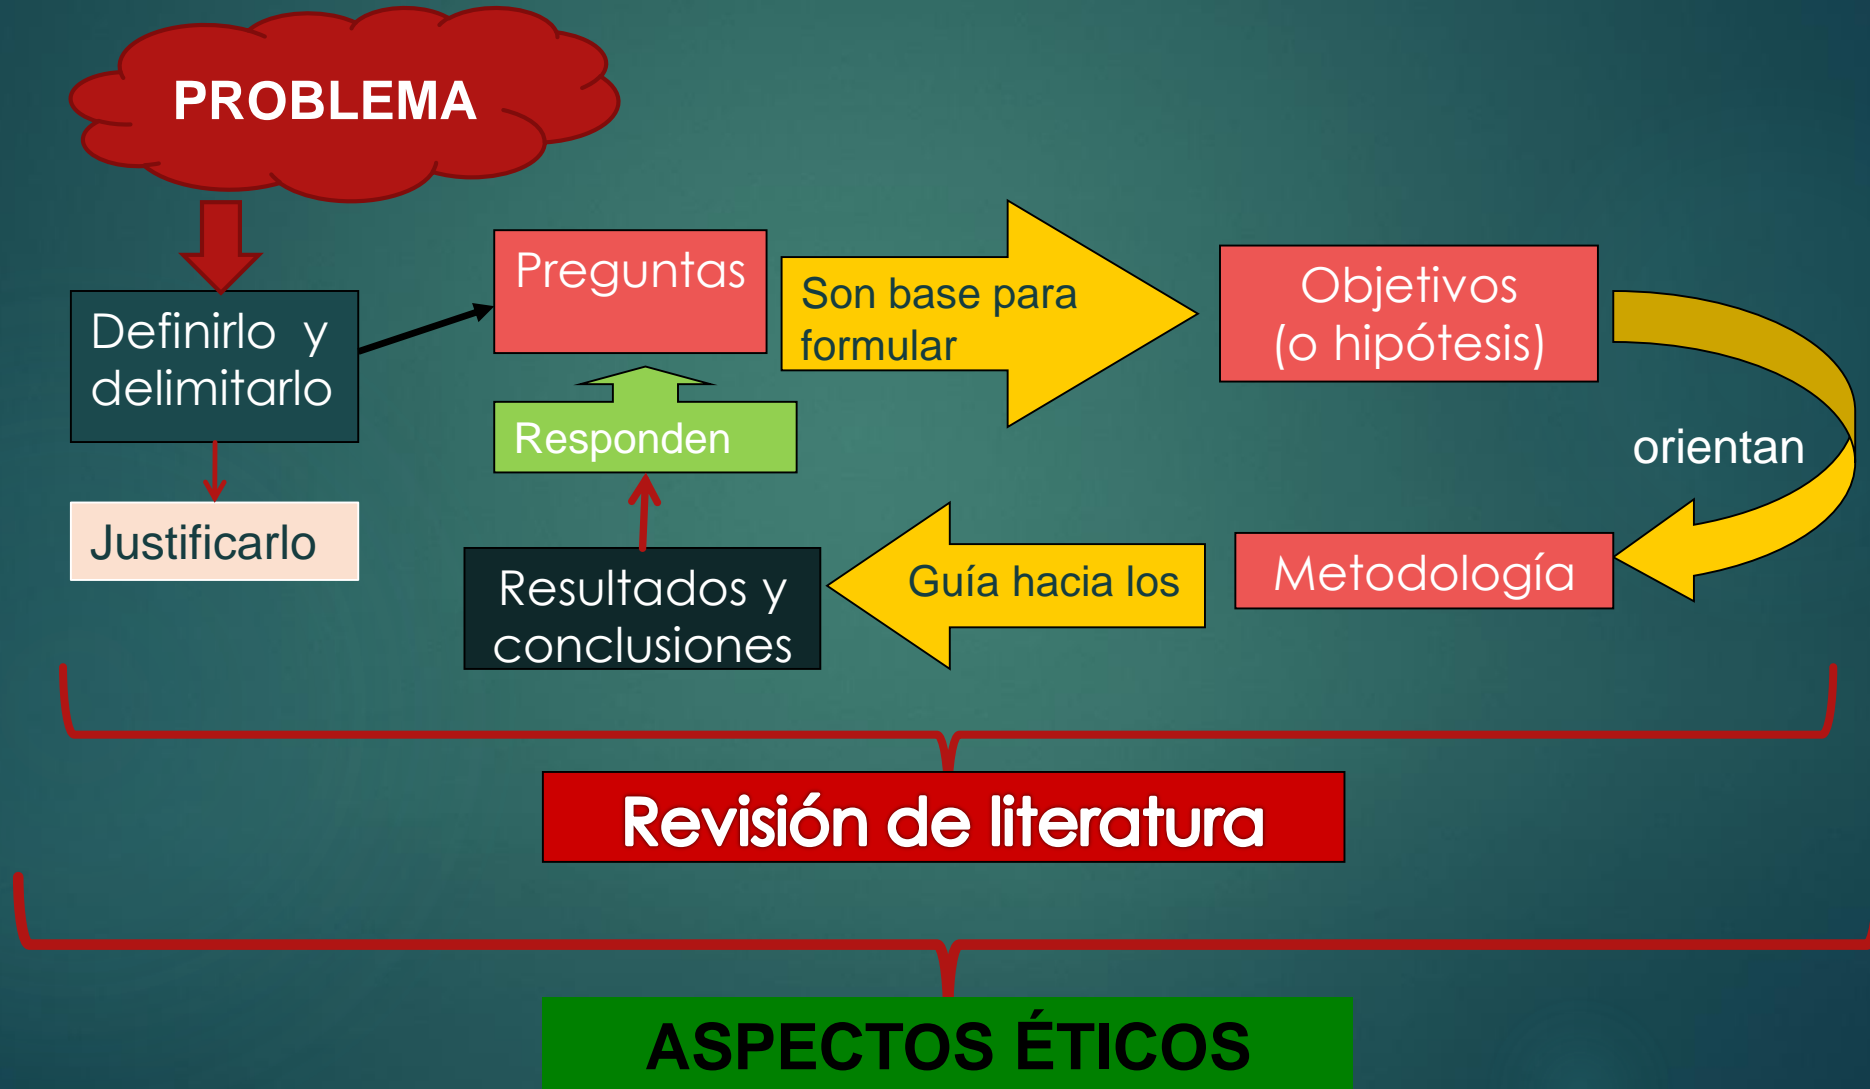 PROBLEMA
Definirlo y
delimitarlo
Justificarlo
Preguntas
Son base para
formular
Objetivos
(o hipótesis)
orientan
Metodología
Guía hacia los
Resultados y
conclusiones
Responden
Revisión de literatura
ASPECTOS ÉTICOS